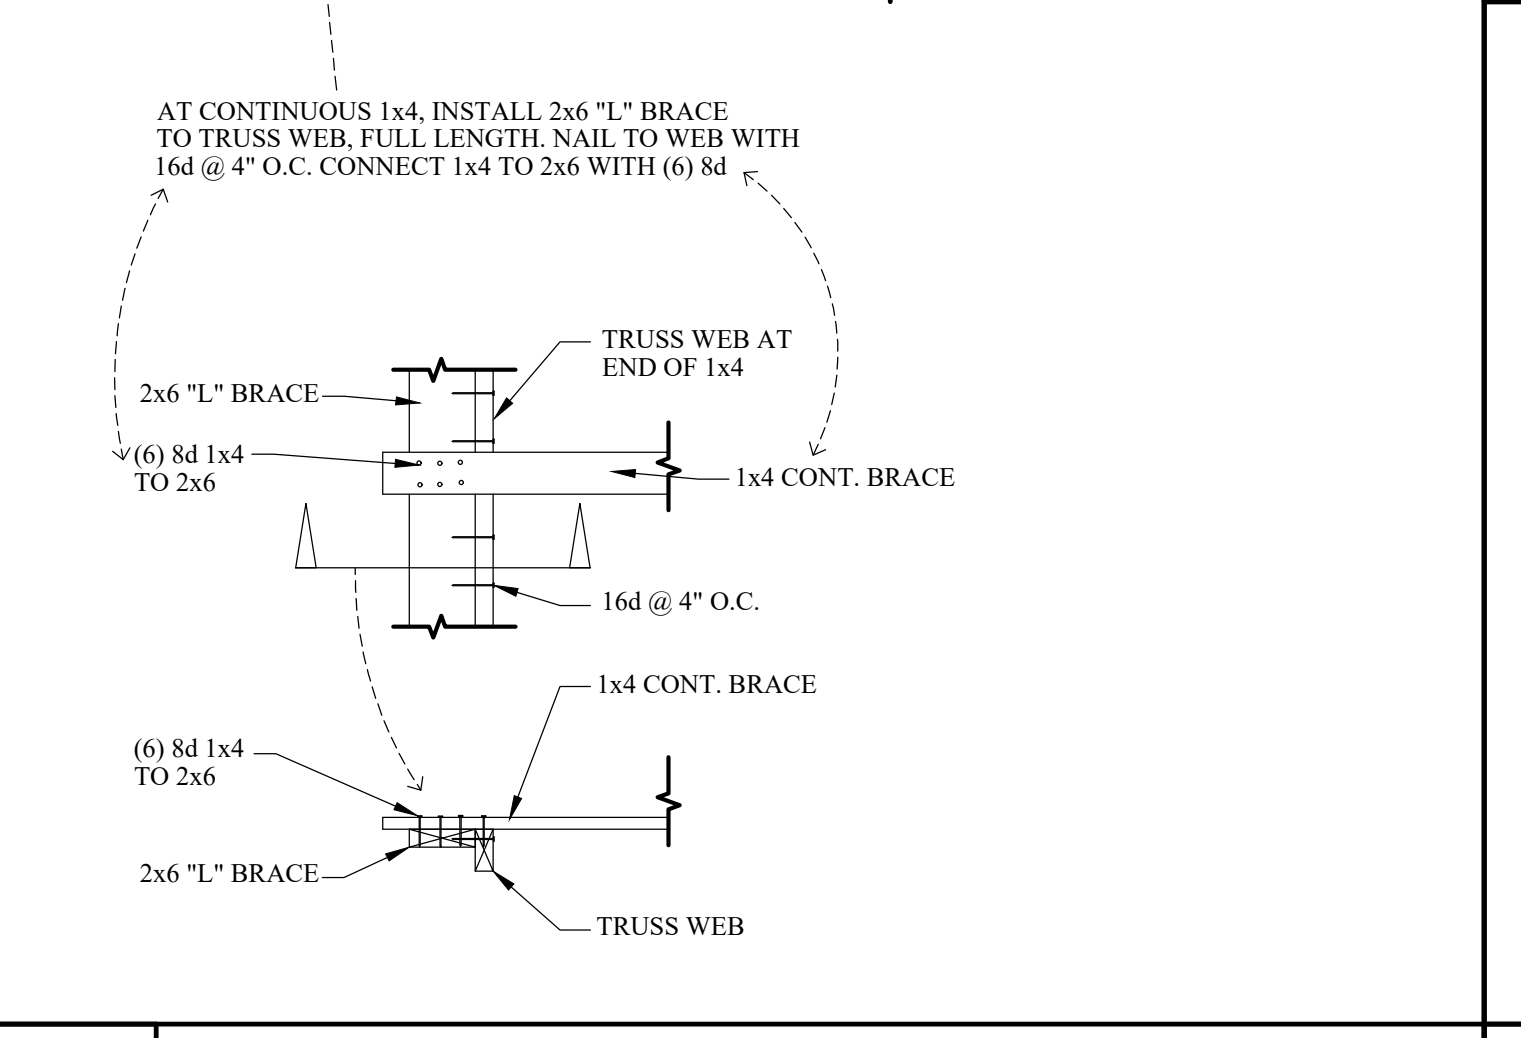 AT CONTINUOUS 1x4, INSTALL 2x6 "L" BRACE
TO TRUSS WEB, FULL LENGTH. NAIL TO WEB WITH
16d @ 4" O.C. CONNECT 1x4 TO 2x6 WITH (6) 8d
TRUSS WEB AT
END OF 1x4
2x6 "L" BRACE
(6) 8d 1x4
TO 2x6
1x4 CONT. BRACE
16d @ 4" O.C.
1x4 CONT. BRACE
(6) 8d 1x4
TO 2x6
2x6 "L" BRACE
TRUSS WEB